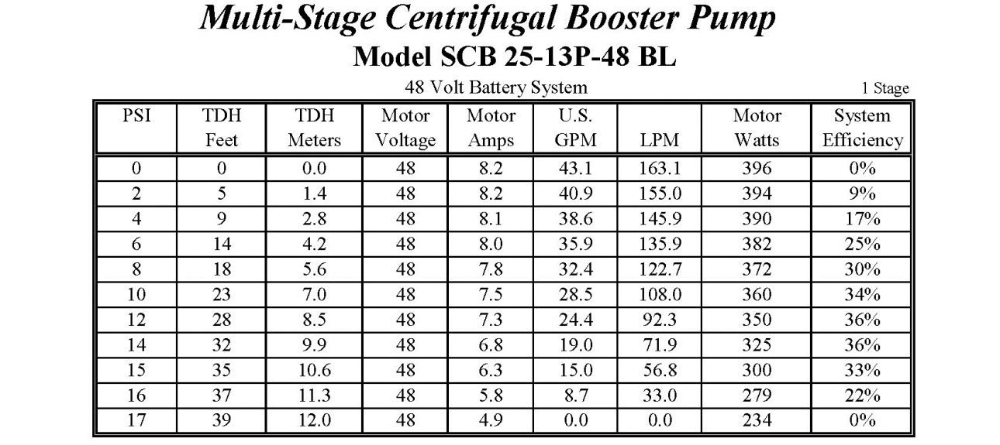 Multi-Stage Centrifugal Booster Pump
Model SCB 25-13P-48 BL
48 Volt Battery System 1 Stage
PSI TDH TDH Motor Motor U.S. Motor System
Feet Meters Voltage Amps GPM LPM Watts Efficiency
0 0 0.0 48 8.2 43.1 163.1 396 0%
2 5 1.4 48 8.2 40.9 155.0 394 9%
4 9 2.8 48 8.1 38.6 145.9 390 17%
6 14 4.2 48 8.0 35.9 135.9 382 25%
8 18 5.6 48 7.8 32.4 122.7 372 30%
10 23 7.0 48 7.5 28.5 108.0 360 34%
12 28 8.5 48 7.3 24.4 92.3 350 36%
14 32 9.9 48 6.8 19.0 71.9 325 36%
15 35 10.6 48 6.3 15.0 56.8 300 33%
16 37 11.3 48 5.8 8.7 33.0 279 22%
17 39 12.0 48 4.9 0.0 0.0 234 0%